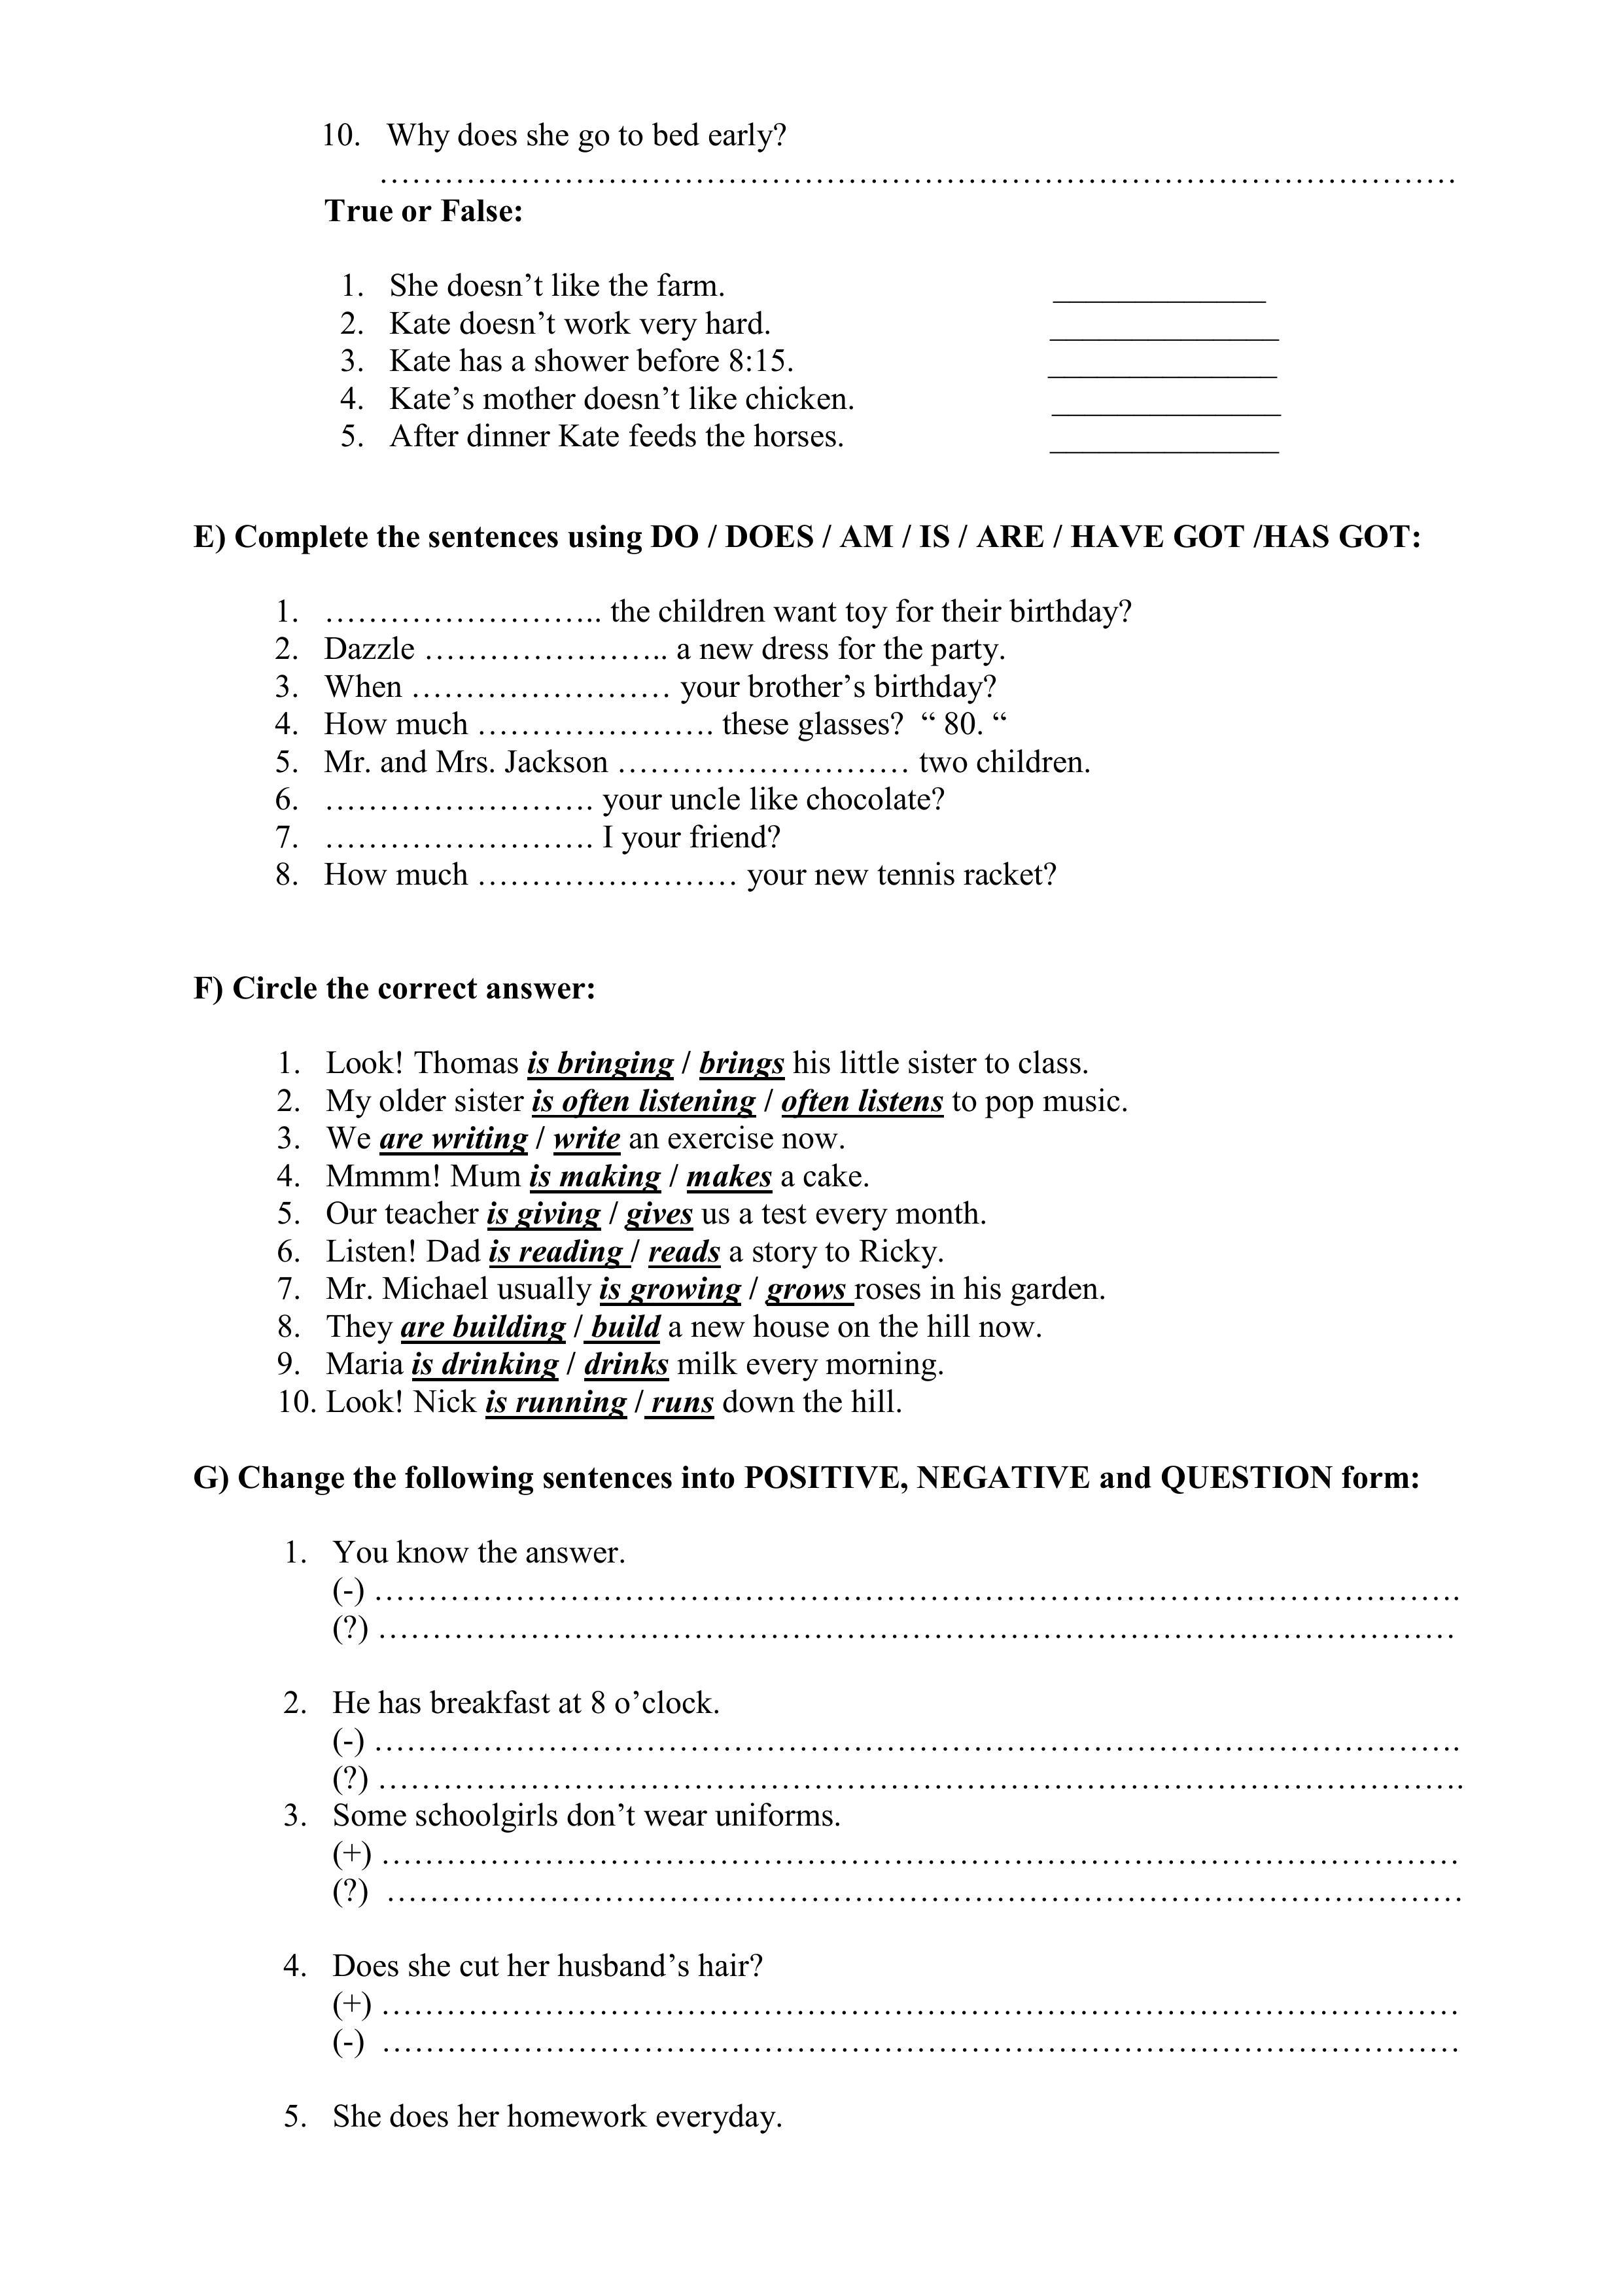 10. Why does she go to bed early?
……………………………………………………………………………………
True or False:
1. She doesn’t like the farm. _____________
2. Kate doesn’t work very hard. ______________
3. Kate has a shower before 8:15. ______________
4. Kate’s mother doesn’t like chicken. ______________
5. After dinner Kate feeds the horses. ______________
E) Complete the sentences using DO / DOES / AM / IS / ARE / HAVE GOT /HAS GOT:
1. …………………….. the children want toy for their birthday?
2. Dazzle ………………….. a new dress for the party.
3. When …………………… your brother’s birthday?
4. How much …………………. these glasses? “ 80. “
5. Mr. and Mrs. Jackson ……………………… two children.
6. ……………………. your uncle like chocolate?
7. ……………………. I your friend?
8. How much …………………… your new tennis racket?
F) Circle the correct answer:
1. Look! Thomas is bringing / brings his little sister to class.
2. My older sister is often listening / often listens to pop music.
3. We are writing / write an exercise now.
4. Mmmm! Mum is making / makes a cake.
5. Our teacher is giving / gives us a test every month.
6. Listen! Dad is reading / reads a story to Ricky.
7. Mr. Michael usually is growing / grows roses in his garden.
8. They are building / build a new house on the hill now.
9. Maria is drinking / drinks milk every morning.
10. Look! Nick is running / runs down the hill.
G) Change the following sentences into POSITIVE, NEGATIVE and QUESTION form:
1. You know the answer.
(-) …………………………………………………………………………………….
(?) ……………………………………………………………………………………
2. He has breakfast at 8 o’clock.
(-) …………………………………………………………………………………….
(?) …………………………………………………………………………………….
3. Some schoolgirls don’t wear uniforms.
(+) ……………………………………………………………………………………
(?) ……………………………………………………………………………………
4. Does she cut her husband’s hair?
(+) ……………………………………………………………………………………
(-) ……………………………………………………………………………………
5. She does her homework everyday.